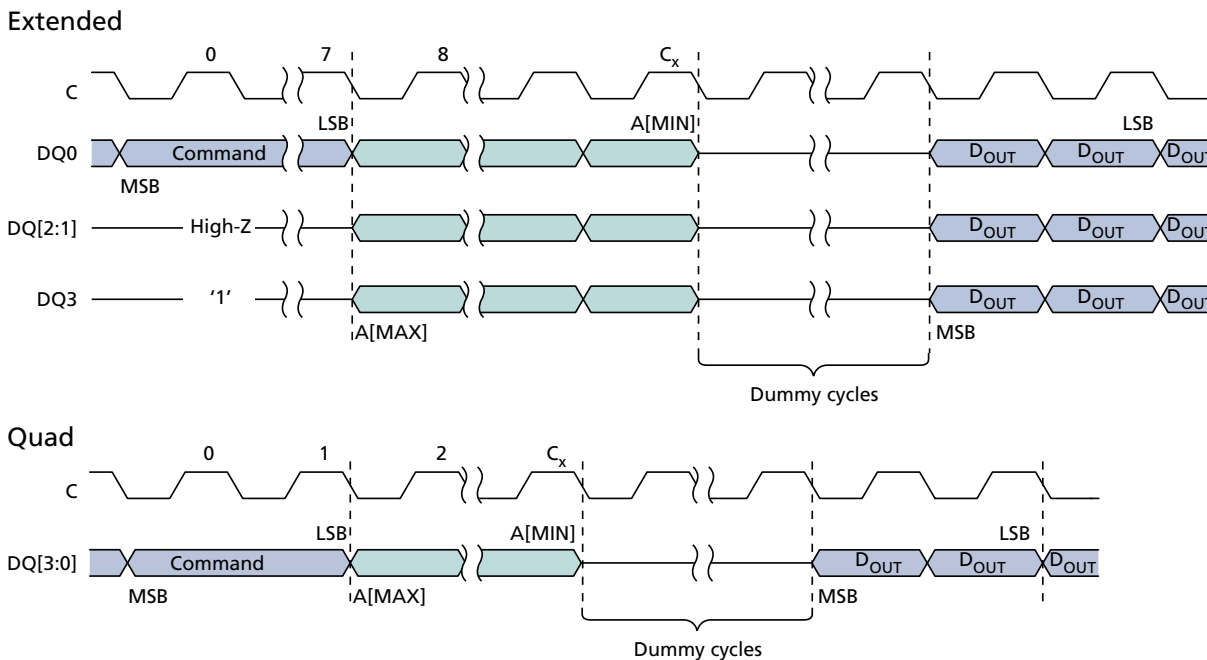 Extended
0 7 8 Cx
C
LSB A[MIN] LSB
DQ0 Command DOUT DOUT DOUT
MSB
DQ[2:1] High-Z DOUT DOUT DOUT
DQ3 '1' DOUT DOUT DOUT
A[MAX] MSB
Dummy cycles
Quad
0 1 2 Cx
C
LSB A[MIN] LSB
DQ[3:0] Command DOUT DOUT DOUT
MSB A[MAX] MSB
Dummy cycles